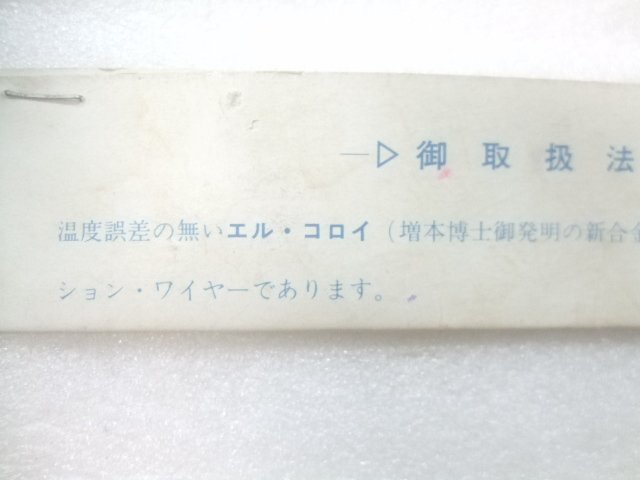 ―▷御取扱法
温度誤差の無いエル・コロイ（増本博士御発明の新合金
ション・ワイヤーであります。